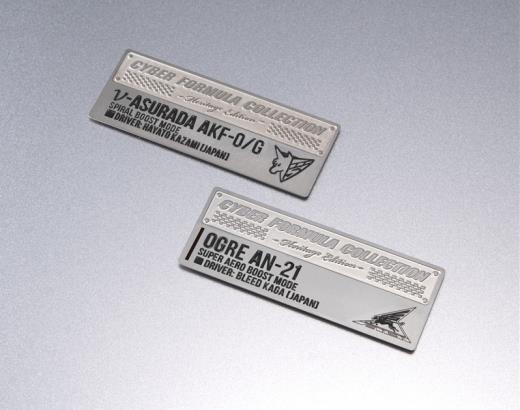 CYBER FORMULA COLLECTION
-Heritage Edition-
ν-ASURADA AKF-0/G
SPIRAL BOOST MODE
■DRIVER: HAYATO KAZAMI [JAPAN]
CYBER FORMULA COLLECTION
-Heritage Edition-
OGRE AN-21
SUPER AERO BOOST MODE
■DRIVER: BLEED KAGA [JAPAN]